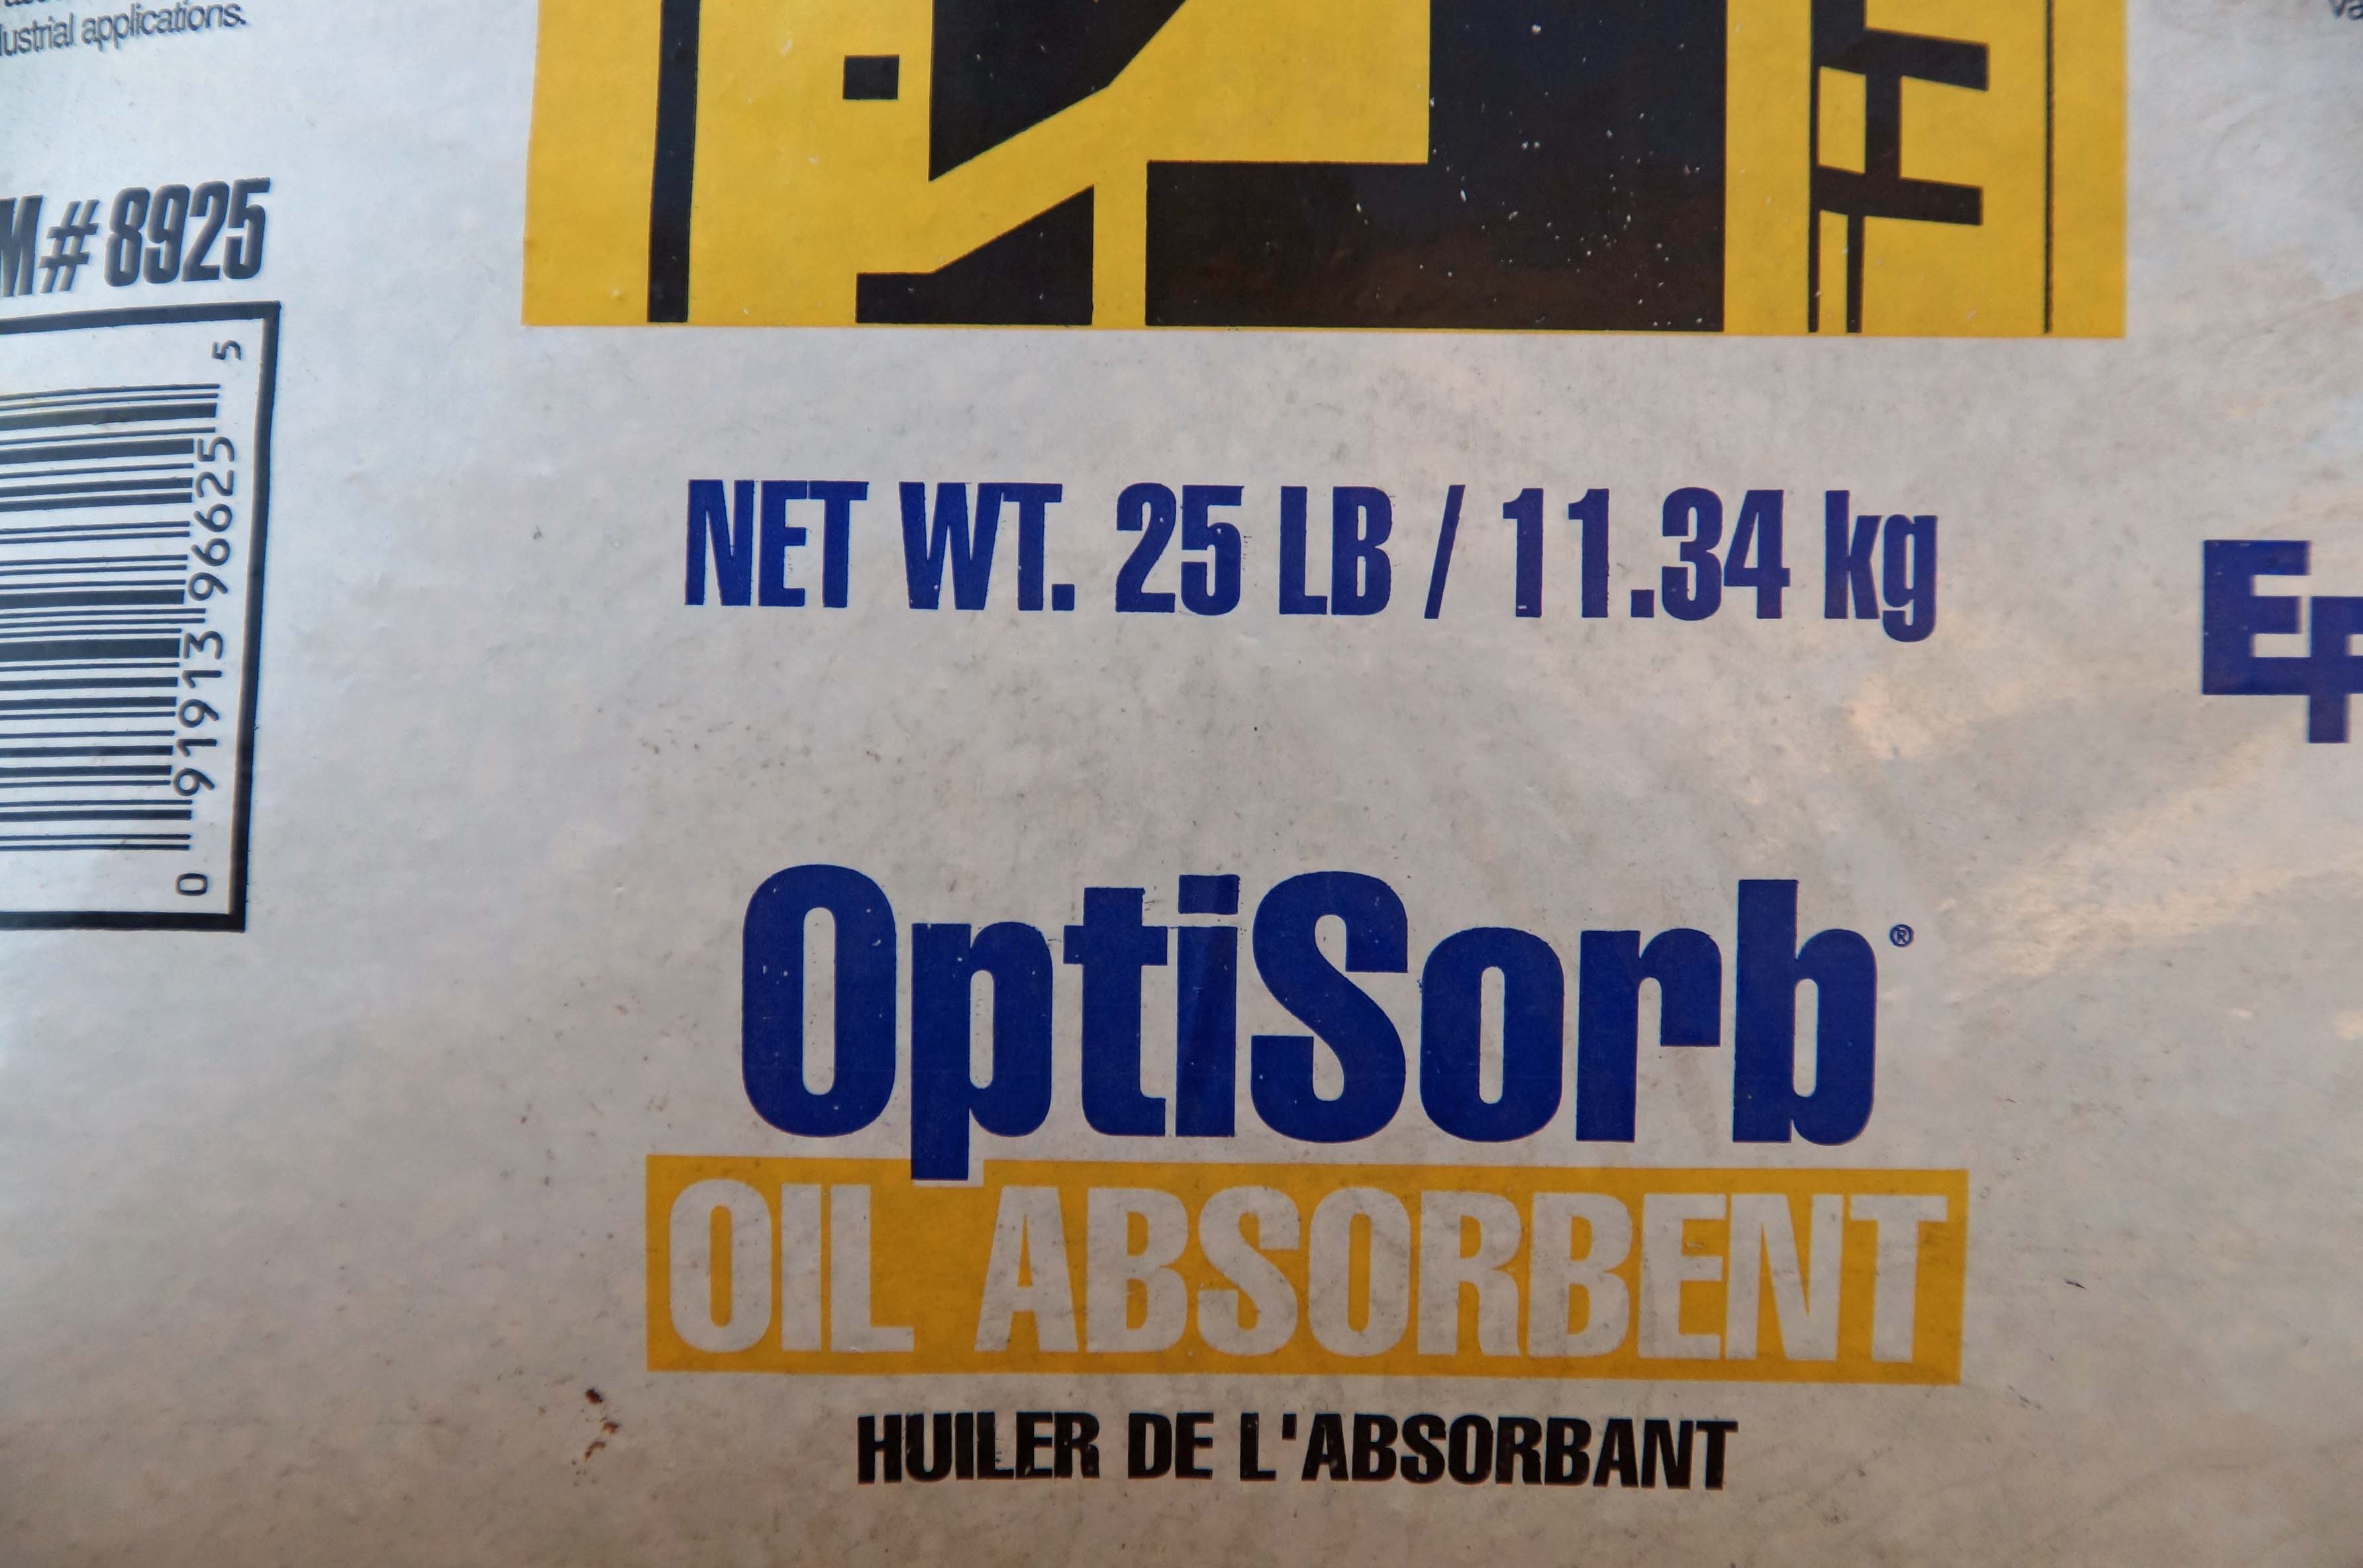 dustrial applications.
M# 8925
0 91913 96625 5
NET WT. 25 LB / 11.34 kg
OptiSorb®
OIL ABSORBENT
HUILER DE L'ABSORBANT